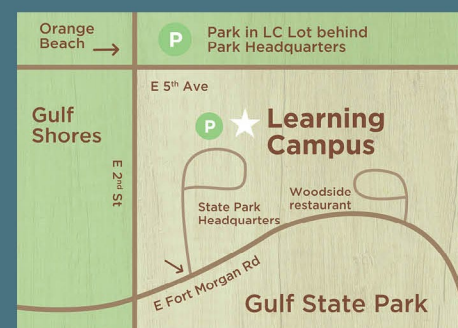 Orange
Beach
P
Park in LC Lot behind
Park Headquarters
E 5th Ave
Gulf
Shores
P
Learning
Campus
E 2nd St
State Park
Headquarters
Woodside
restaurant
E Fort Morgan Rd
Gulf State Park